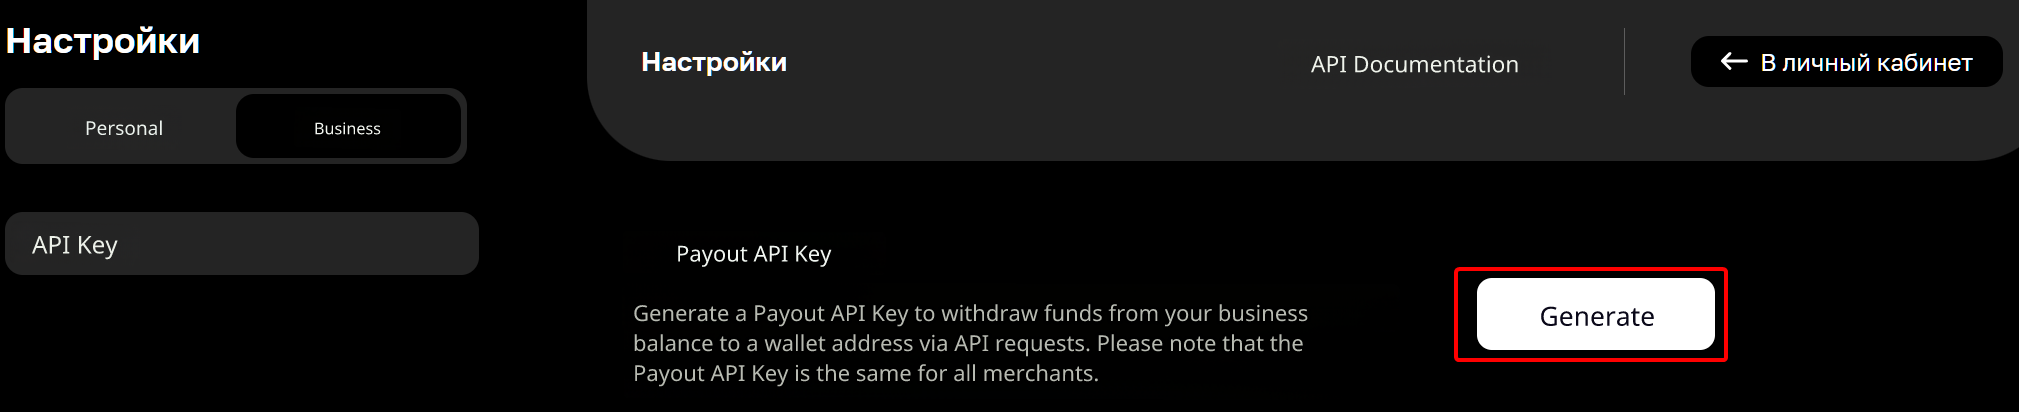 Настройки
Personal
Business
API Key
Настройки
API Documentation
← В личный кабинет
Payout API Key
Generate a Payout API Key to withdraw funds from your business
balance to a wallet address via API requests. Please note that the
Payout API Key is the same for all merchants.
Generate